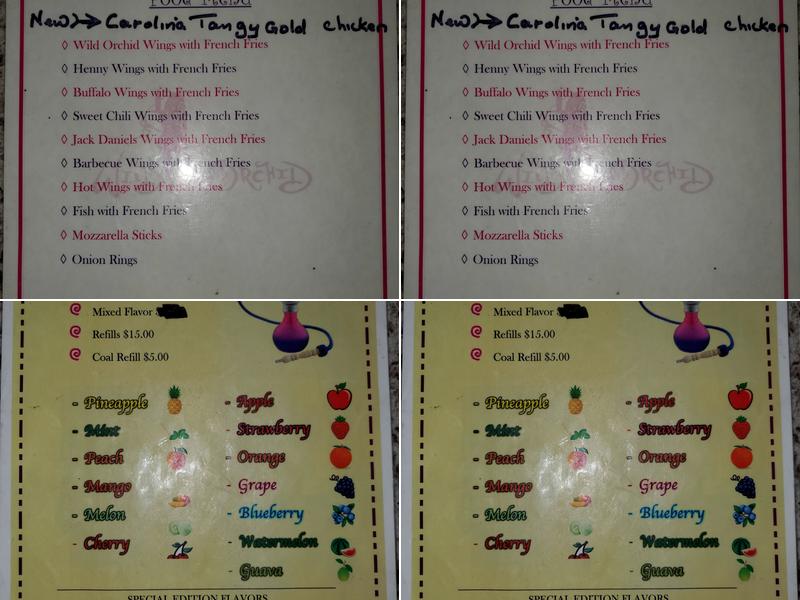 FOOD MENU
New>→ Carolina Tangy Gold chicken
◊ Wild Orchid Wings with French Fries
◊ Henny Wings with French Fries
◊ Buffalo Wings with French Fries
◊ Sweet Chili Wings with French Fries
◊ Jack Daniels Wings with French Fries
◊ Barbecue Wings with French Fries
◊ Hot Wings with French Fries
◊ Fish with French Fries
◊ Mozzarella Sticks
◊ Onion Rings
FOOD MENU
New>→ Carolina Tangy Gold chicken
◊ Wild Orchid Wings with French Fries
◊ Henny Wings with French Fries
◊ Buffalo Wings with French Fries
◊ Sweet Chili Wings with French Fries
◊ Jack Daniels Wings with French Fries
◊ Barbecue Wings with French Fries
◊ Hot Wings with French Fries
◊ Fish with French Fries
◊ Mozzarella Sticks
◊ Onion Rings
Mixed Flavor
Refills $15.00
Coal Refill $5.00
- Pineapple
- Mint
- Peach
- Mango
- Melon
- Cherry
- Apple
- Strawberry
- Orange
- Grape
- Blueberry
- Watermelon
- Guava
SPECIAL EDITION FLAVORS
Mixed Flavor
Refills $15.00
Coal Refill $5.00
- Pineapple
- Mint
- Peach
- Mango
- Melon
- Cherry
- Apple
- Strawberry
- Orange
- Grape
- Blueberry
- Watermelon
- Guava
SPECIAL EDITION FLAVORS